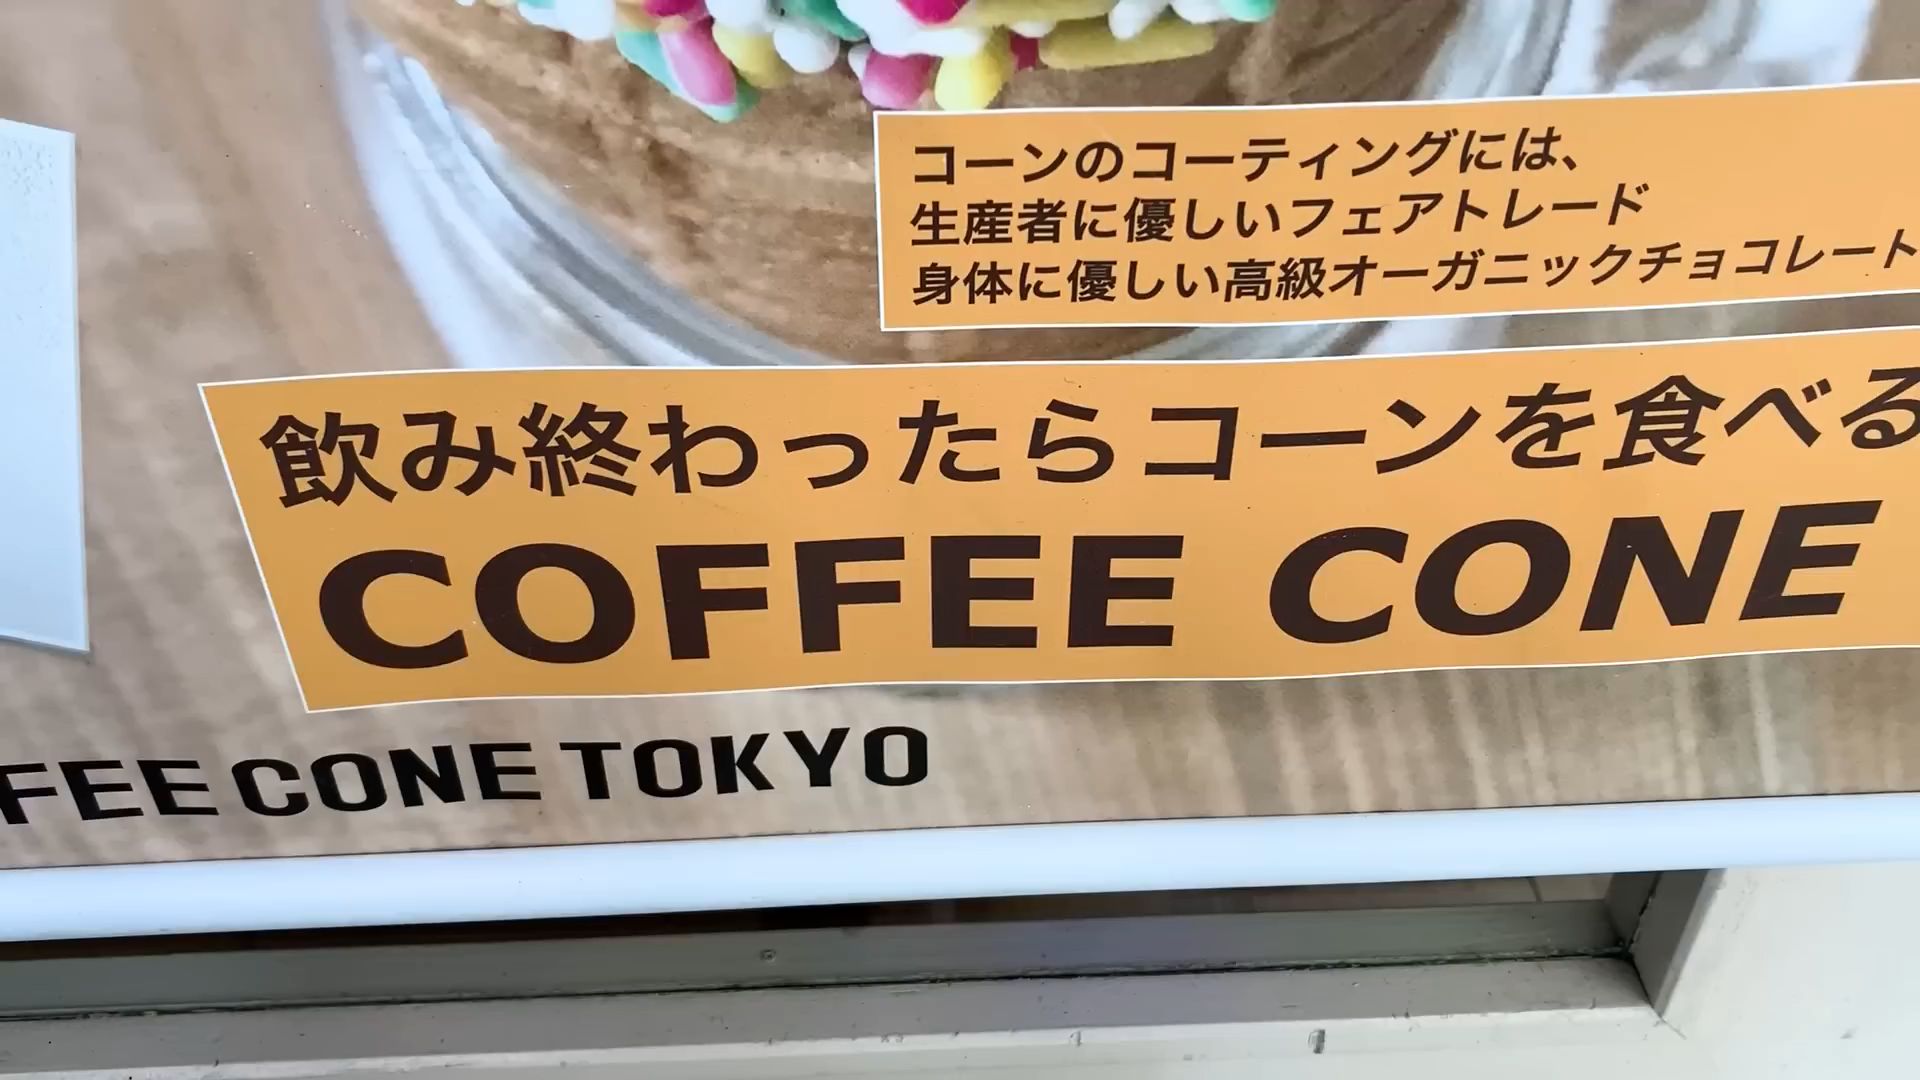 コーンのコーティングには、
生産者に優しいフェアトレード
身体に優しい高級オーガニックチョコレート
飲み終わったらコーンを食べる
COFFEE CONE
FEE CONE TOKYO